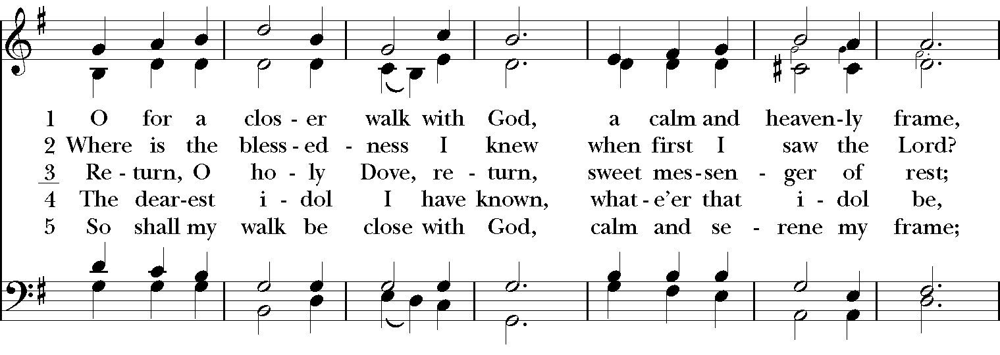 1 O for a clos - er walk with God, a calm and heaven-ly frame,
2 Where is the bless - ed - ness I knew when first I saw the Lord?
3 Re - turn, O ho - ly Dove, re - turn, sweet mes - sen - ger of rest;
4 The dear-est i - dol I have known, what - e’er that i - dol be,
5 So shall my walk be close with God, calm and se - rene my frame;